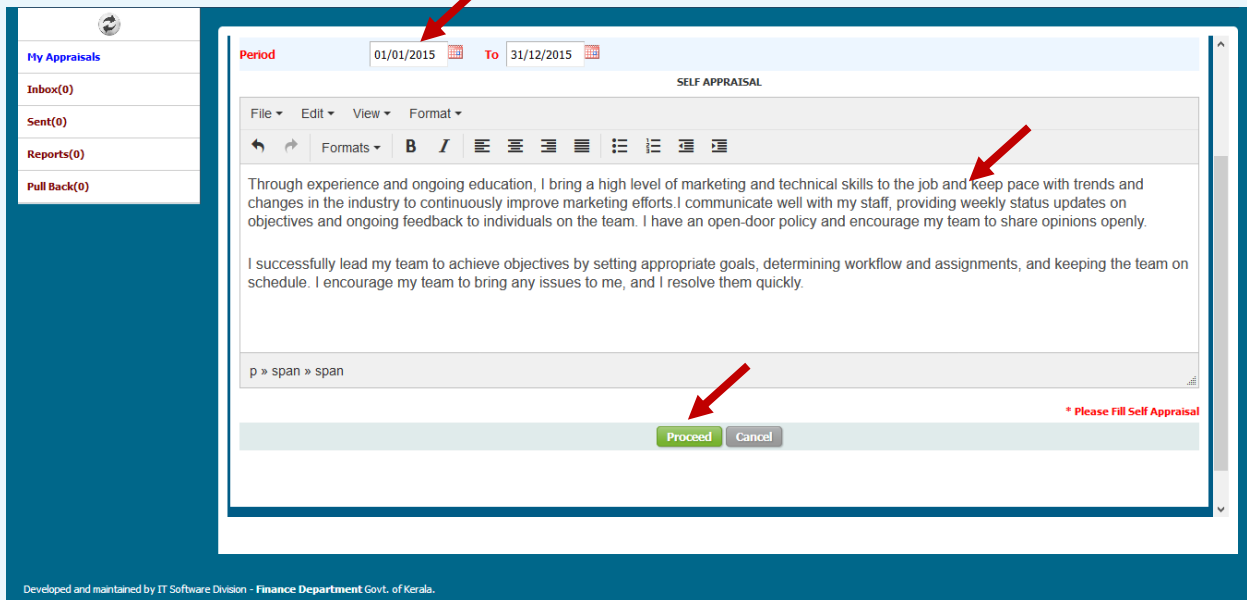 My Appraisals
Inbox(0)
Sent(0)
Reports(0)
Pull Back(0)
Period 01/01/2015 To 31/12/2015
SELF APPRAISAL
File Edit View Format
Formats B I
Through experience and ongoing education, I bring a high level of marketing and technical skills to the job and keep pace with trends and
changes in the industry to continuously improve marketing efforts.I communicate well with my staff, providing weekly status updates on
objectives and ongoing feedback to individuals on the team. I have an open-door policy and encourage my team to share opinions openly.
I successfully lead my team to achieve objectives by setting appropriate goals, determining workflow and assignments, and keeping the team on
schedule. I encourage my team to bring any issues to me, and I resolve them quickly.
p » span » span
* Please Fill Self Appraisal
Proceed Cancel
Developed and maintained by IT Software Division - Finance Department Govt. of Kerala.